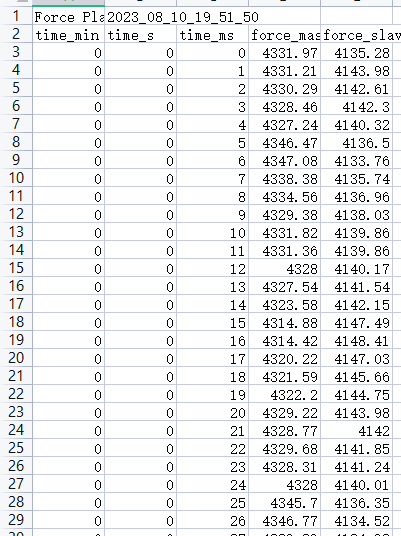 1 Force Pla 2023_08_10_19_51_50
2 time_min time_s time_ms force_mas force_slav
3 0 0 0 4331.97 4135.28
4 0 0 1 4331.21 4143.98
5 0 0 2 4330.29 4142.61
6 0 0 3 4328.46 4142.3
7 0 0 4 4327.24 4140.32
8 0 0 5 4346.47 4136.5
9 0 0 6 4347.08 4133.76
10 0 0 7 4338.38 4135.74
11 0 0 8 4334.56 4136.96
12 0 0 9 4329.38 4138.03
13 0 0 10 4331.82 4139.86
14 0 0 11 4331.36 4139.86
15 0 0 12 4328 4140.17
16 0 0 13 4327.54 4141.54
17 0 0 14 4323.58 4142.15
18 0 0 15 4314.88 4147.49
19 0 0 16 4314.42 4148.41
20 0 0 17 4320.22 4147.03
21 0 0 18 4321.59 4145.66
22 0 0 19 4322.2 4144.75
23 0 0 20 4329.22 4143.98
24 0 0 21 4328.77 4142
25 0 0 22 4329.68 4141.85
26 0 0 23 4328.31 4141.24
27 0 0 24 4328 4140.01
28 0 0 25 4345.7 4136.35
29 0 0 26 4346.77 4134.52